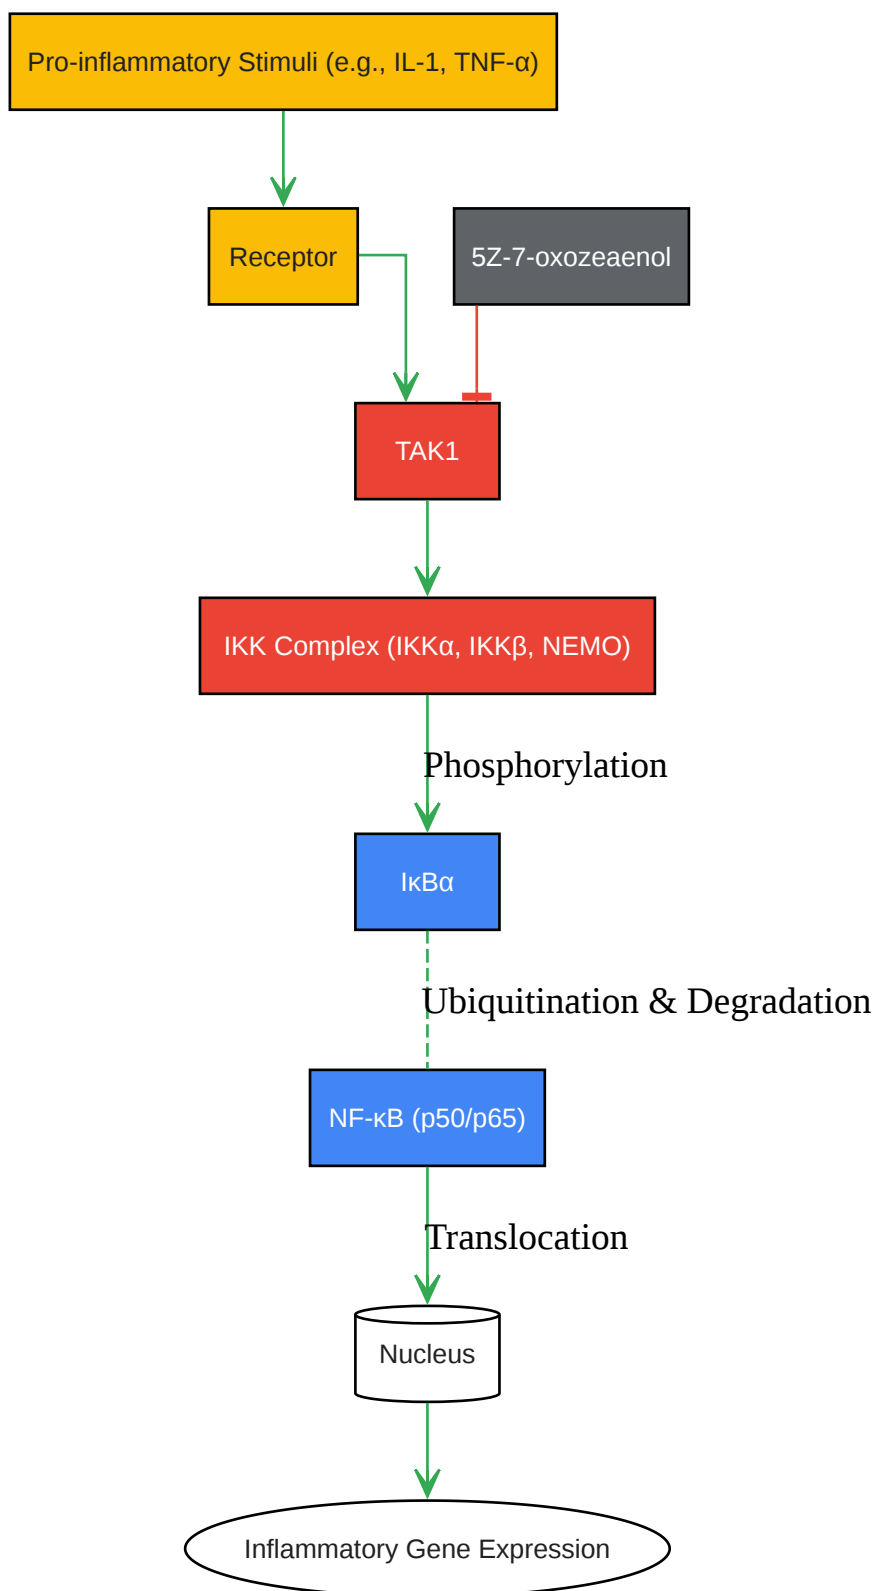 Pro-inflammatory Stimuli (e.g., IL-1, TNF-α)
Receptor
5Z-7-oxozeaenol
TAK1
IKK Complex (IKKα, IKKβ, NEMO)
Phosphorylation
IκBα
Ubiquitination & Degradation
NF-κB (p50/p65)
Translocation
Nucleus
Inflammatory Gene Expression